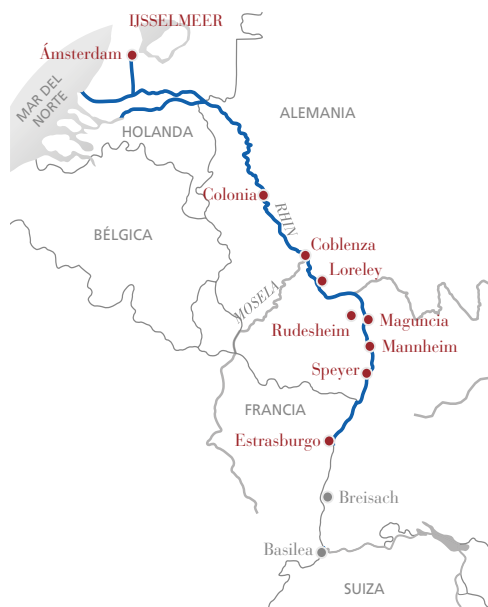 IJSSELMEER
Ámsterdam
MAR DEL
NORTE
ALEMANIA
HOLANDA
Colonia
RHIN
BÉLGICA
Coblenza
Loreley
MOSELA
Rudesheim
Maguncia
Mannheim
Speyer
FRANCIA
Estrasburgo
Breisach
Basilea
SUIZA